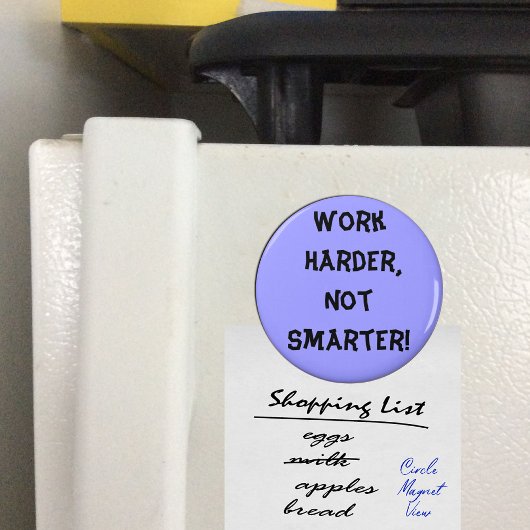 WORK
HARDER,
NOT
SMARTER!
Shopping List
eggs
milk
apples
bread
Circle
Magnet
View